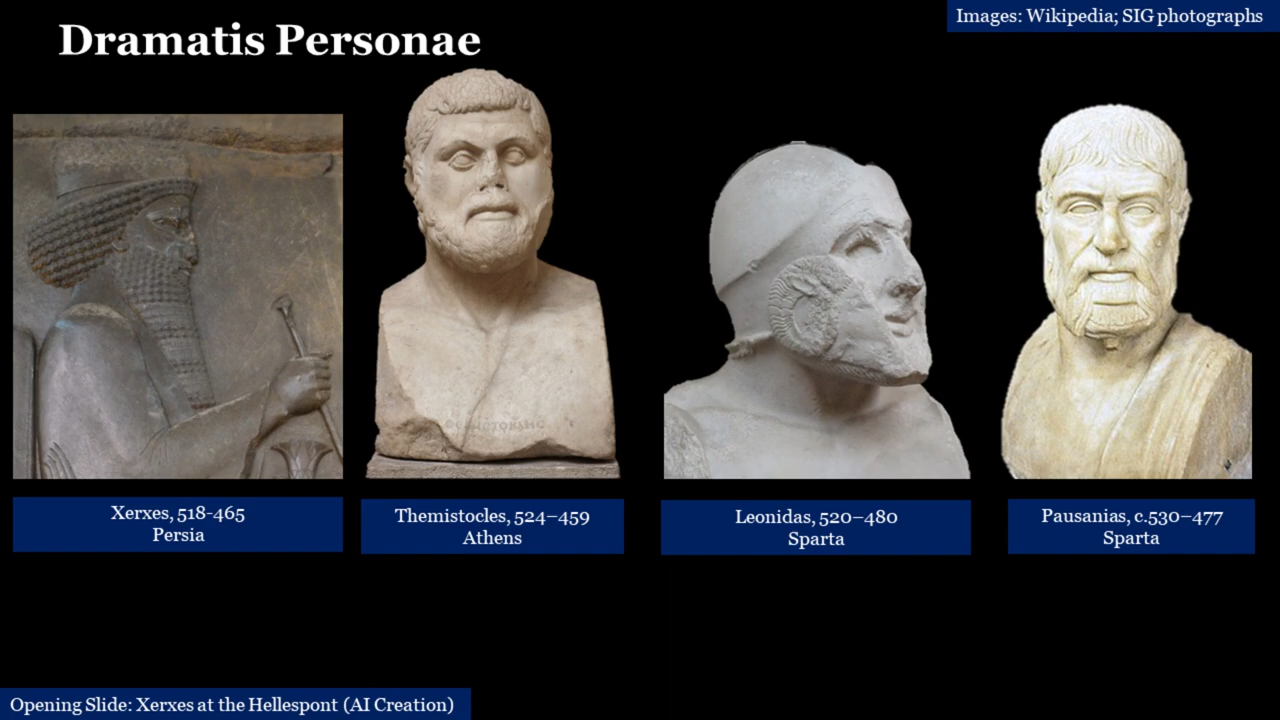 Images: Wikipedia; SIG photographs
Dramatis Personae
Xerxes, 518-465
Persia
Themistocles, 524–459
Athens
Leonidas, 520–480
Sparta
Pausanias, c.530–477
Sparta
Opening Slide: Xerxes at the Hellespont (AI Creation)